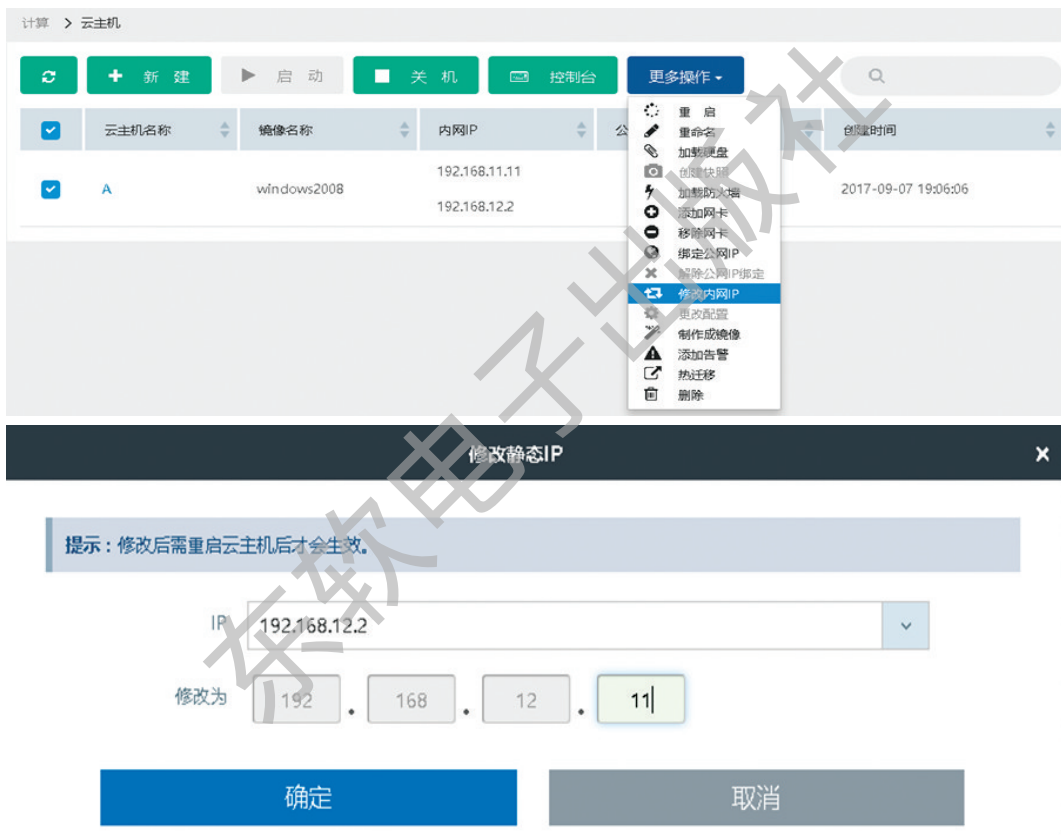 计算 > 云主机
+ 新 建
启 动
关 机
控制台
更多操作
云主机名称
镜像名称
内网IP
公
创建时间
A
windows2008
192.168.11.11
192.168.12.2
2017-09-07 19:06:06
重 启
重命名
加载硬盘
创建快照
加载防火墙
添加网卡
移除网卡
绑定公网IP
解除公网IP绑定
修改内网IP
更改配置
制作成镜像
添加告警
热迁移
删除
修改静态IP
提示：修改后需重启云主机后才会生效。
IP 192.168.12.2
修改为 192 . 168 . 12 . 11
确定
取消
东软电子出版社